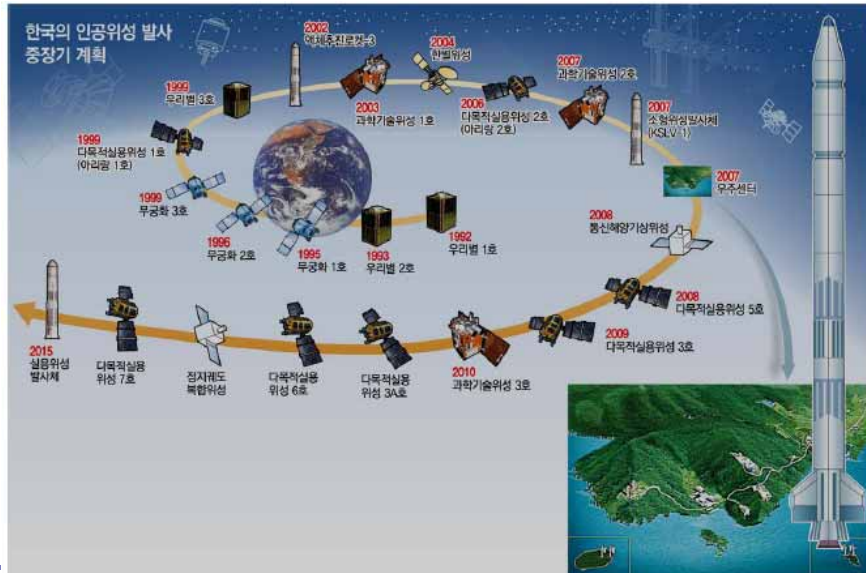 한국의 인공위성 발사
중장기 계획
1992
우리별 1호
1993
우리별 2호
1995
무궁화 1호
1996
무궁화 2호
1999
무궁화 3호
1999
다목적실용위성 1호
(아리랑 1호)
1999
우리별 3호
2002
액체추진로켓-3
2003
과학기술위성 1호
2004
한별위성
2006
다목적실용위성 2호
(아리랑 2호)
2007
과학기술위성 2호
2007
소형위성발사체
(KSLV-1)
2007
우주센터
2008
통신해양기상위성
2008
다목적실용위성 5호
2009
다목적실용위성 3호
2010
과학기술위성 3호
다목적실용
위성 3A호
다목적실용
위성 6호
정지궤도
복합위성
다목적실용
위성 7호
2015
실용위성
발사체